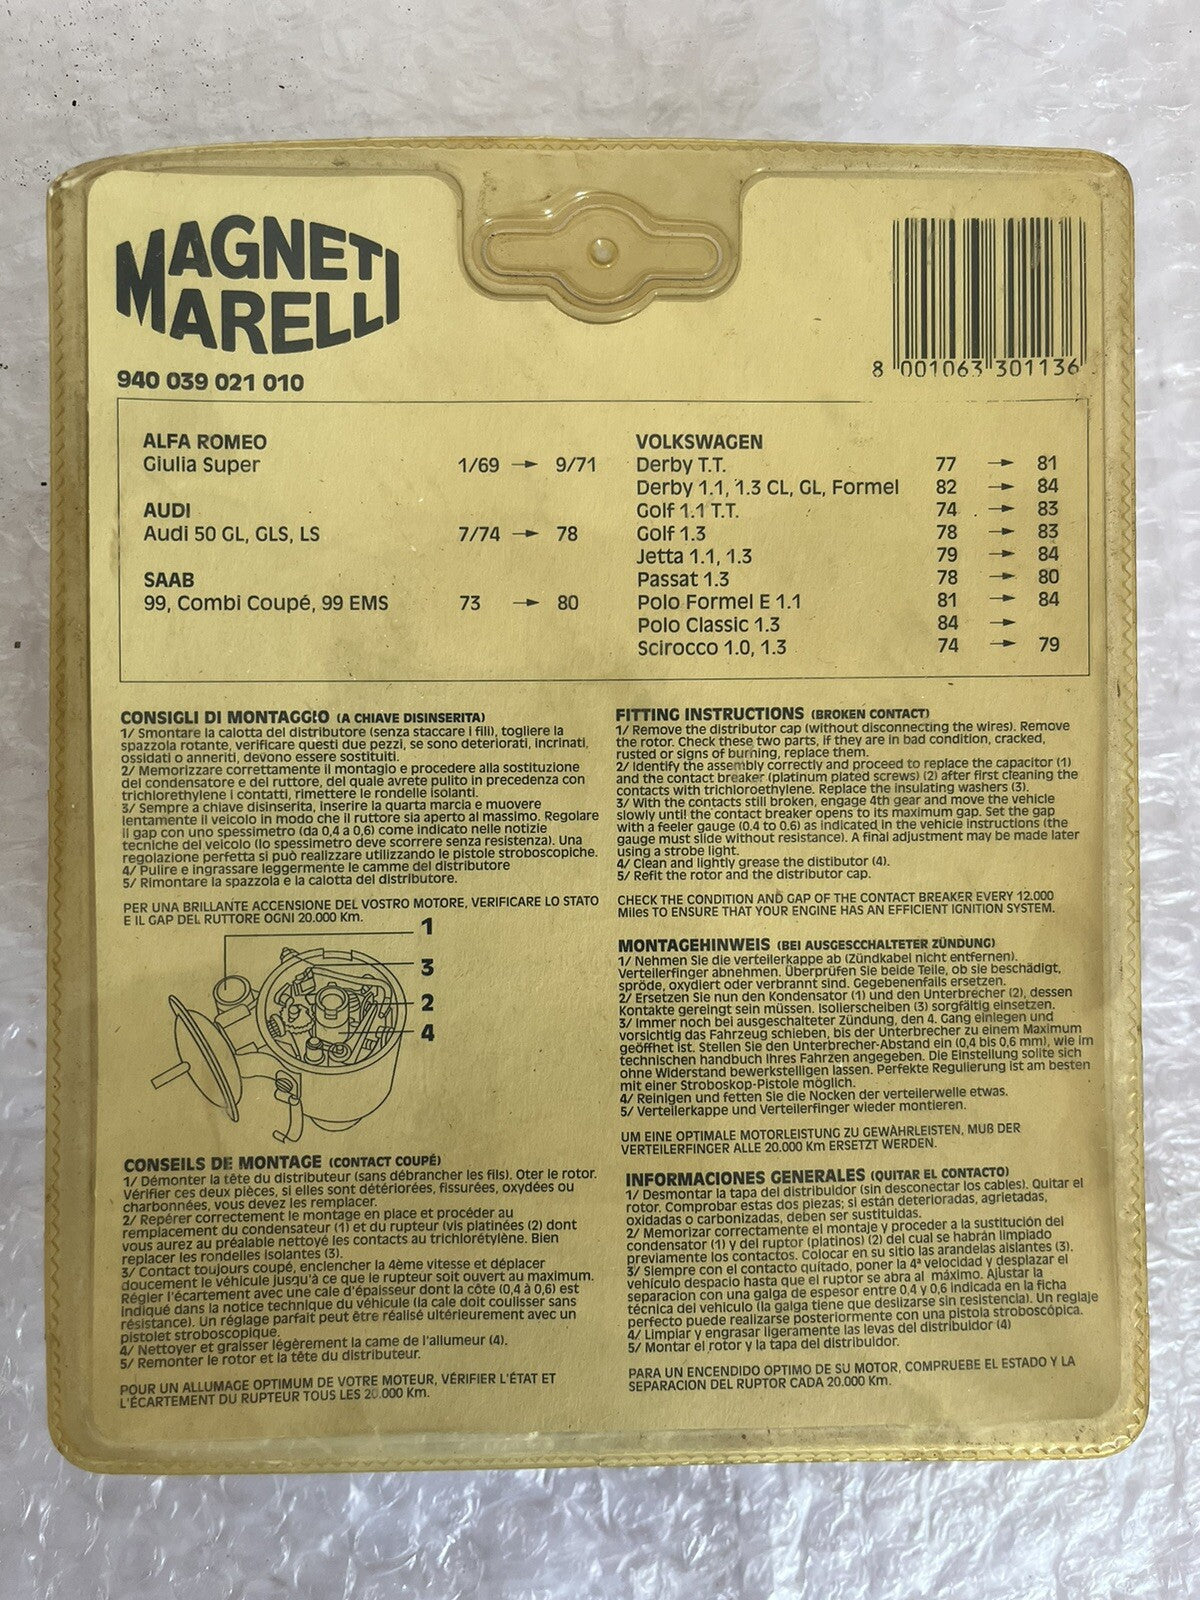 MAGNETI
MARELLI
940 039 021 010
8 001063 301136
ALFA ROMEO
Giulia Super 1/69 → 9/71
AUDI
Audi 50 GL, GLS, LS 7/74 → 78
SAAB
99, Combi Coupé, 99 EMS 73 → 80
VOLKSWAGEN
Derby T.T. 77 → 81
Derby 1.1, 1.3 CL, GL, Formel 82 → 84
Golf 1.1 T.T. 74 → 83
Golf 1.3 78 → 83
Jetta 1.1, 1.3 79 → 84
Passat 1.3 78 → 80
Polo Formel E 1.1 81 → 84
Polo Classic 1.3 84 →
Scirocco 1.0, 1.3 74 → 79
CONSIGLI DI MONTAGGIO (A CHIAVE DISINSERITA)
1/ Smontare la calotta del distributore (senza staccare i fili), togliere la
spazzola rotante, verificare questi due pezzi, se sono deteriorati, incrinati,
ossidati o anneriti, devono essere sostituiti.
2/ Memorizzare correttamente il montagio e procedere alla sostituzione
del condensatore e del ruttore, del quale avrete pulito in precedenza con
trichlorethylene i contatti, rimettere le rondelle isolanti.
3/ Sempre a chiave disinserita, inserire la quarta marcia e muovere
lentamente il veicolo in modo che il ruttore sia aperto al massimo. Regolare
il gap con uno spessimetro (da 0,4 a 0,6) come indicato nelle notizie
tecniche del veicolo (lo spessimetro deve scorrere senza resistenza). Una
regolazione perfetta si può realizzare utilizzando le pistole stroboscopiche.
4/ Pulire e ingrassare leggermente le camme del distributore
5/ Rimontare la spazzola e la calotta del distributore.
PER UNA BRILLANTE ACCENSIONE DEL VOSTRO MOTORE, VERIFICARE LO STATO
E IL GAP DEL RUTTORE OGNI 20.000 Km.
1
3
2
4
CONSEILS DE MONTAGE (CONTACT COUPÉ)
1/ Démonter la tête du distributeur (sans débrancher les fils). Oter le rotor.
Vérifier ces deux pièces, si elles sont détériorées, fissurées, oxydées ou
charbonnées, vous devez les remplacer.
2/ Repérer correctement le montage en place et procéder au
remplacement du condensateur (1) et du rupteur (vis platinées (2) dont
vous aurez au préalable nettoyé les contacts au trichlorétylène. Bien
replacer les rondelles isolantes (3).
3/ Contact toujours coupé, enclencher la 4ème vitesse et déplacer
doucement le véhicule jusqu'à ce que le rupteur soit ouvert au maximum.
Régler l'écartement avec une cale d'épaisseur dont la côte (0,4 à 0,6) est
indiqué dans la notice technique du véhicule (la cale doit coulisser sans
résistance). Un réglage parfait peut être réalisé ultérieurement avec un
pistolet stroboscopique.
4/ Nettoyer et graisser légèrement la came de l'allumeur (4).
5/ Remonter le rotor et la tête du distributeur.
POUR UN ALLUMAGE OPTIMUM DE VOTRE MOTEUR, VÉRIFIER L'ÉTAT ET
L'ÉCARTEMENT DU RUPTEUR TOUS LES 20.000 Km.
FITTING INSTRUCTIONS (BROKEN CONTACT)
1/ Remove the distributor cap (without disconnecting the wires). Remove
the rotor. Check these two parts, if they are in bad condition, cracked,
rusted or signs of burning, replace them.
2/ Identify the assembly correctly and proceed to replace the capacitor (1)
and the contact breaker (platinum plated screws) (2) after first cleaning the
contacts with trichloroethylene. Replace the insulating washers (3).
3/ With the contacts still broken, engage 4th gear and move the vehicle
slowly until the contact breaker opens to its maximum gap. Set the gap
with a feeler gauge (0.4 to 0.6) as indicated in the vehicle instructions (the
gauge must slide without resistance). A final adjustment may be made later
using a strobe light.
4/ Clean and lightly grease the distibutor (4).
5/ Refit the rotor and the distributor cap.
CHECK THE CONDITION AND GAP OF THE CONTACT BREAKER EVERY 12.000
Miles TO ENSURE THAT YOUR ENGINE HAS AN EFFICIENT IGNITION SYSTEM.
MONTAGEHINWEIS (BEI AUSGESCCHALTETER ZÜNDUNG)
1/ Nehmen Sie die verteilerkappe ab (Zündkabel nicht entfernen).
Verteilerfinger abnehmen. Überprüfen Sie beide Teile, ob sie beschädigt,
spröde, oxydiert oder verbrannt sind. Gegebenenfalls ersetzen.
2/ Ersetzen Sie nun den Kondensator (1) und den Unterbrecher (2), dessen
Kontakte gereingt sein müssen. Isolierscheiben (3) sorgfältig einsetzen.
3/ Immer noch bei ausgeschalteter Zündung, den 4. Gang einlegen und
vorsichtig das Fahrzeug schieben, bis der Unterbrecher zu einem Maximum
geöffnet ist. Stellen Sie den Unterbrecher-Abstand ein (0,4 bis 0,6 mm), wie im
technischen handbuch Ihres Fahrzen angegeben. Die Einstellung sollte sich
ohne Widerstand bewerkstelligen lassen. Perfekte Regulierung ist am besten
mit einer Stroboskop-Pistole möglich.
4/ Reinigen und fetten Sie die Nocken der verteilerwelle etwas.
5/ Verteilerkappe und Verteilerfinger wieder montieren.
UM EINE OPTIMALE MOTORLEISTUNG ZU GEWÄHRLEISTEN, MUß DER
VERTEILERFINGER ALLE 20.000 Km ERSETZT WERDEN.
INFORMACIONES GENERALES (QUITAR EL CONTACTO)
1/ Desmontar la tapa del distribuidor (sin desconectar los cables). Quitar el
rotor. Comprobar estas dos piezas; si están deterioradas, agrietadas,
oxidadas o carbonizadas, deben ser sustituidas.
2/ Memorizar correctamente el montaje y proceder a la sustitución del
condensator (1) y del ruptor (platinos) (2) del cual se habrán limpiado
previamente los contactos. Colocar en su sitio las arandelas aislantes (3).
3/ Siempre con el contacto quitado, poner la 4ª velocidad y desplazar el
vehículo despacio hasta que el ruptor se abra al máximo. Ajustar la
separacion con una galga de espesor entre 0,4 y 0,6 indicada en la ficha
técnica del vehiculo (la galga tiene que deslizarse sin resistencia). Un reglaje
perfecto puede realizarse posteriormente con una pistola stroboscópica.
4/ Limpiar y engrasar ligeramente las levas del distribuidor (4)
5/ Montar el rotor y la tapa del distribuidor.
PARA UN ENCENDIDO OPTIMO DE SU MOTOR, COMPRUEBE EL ESTADO Y LA
SEPARACION DEL RUPTOR CADA 20.000 Km.